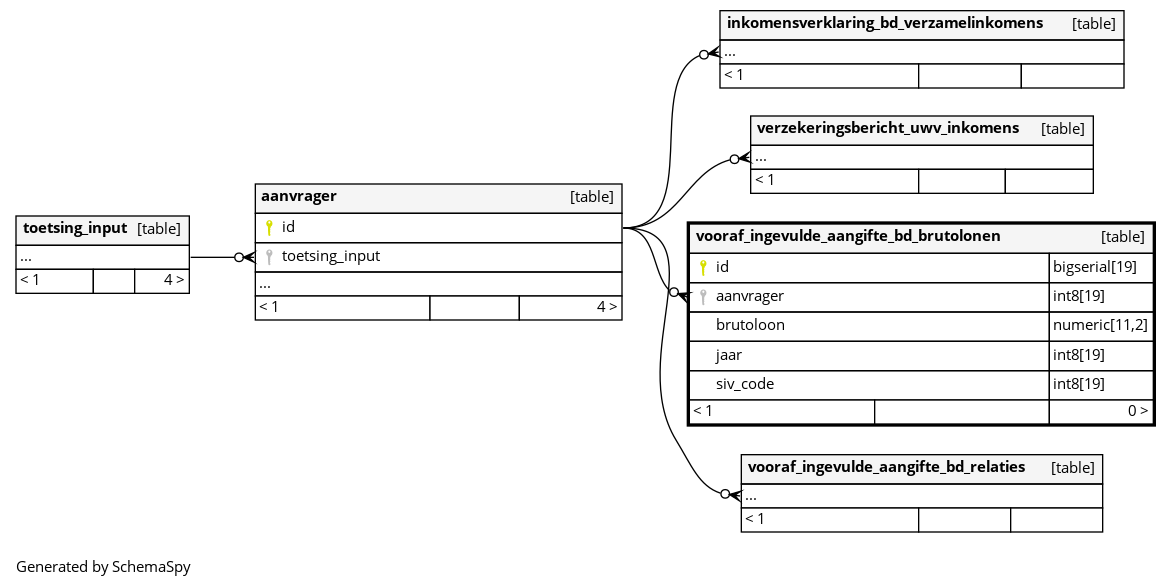 inkomensverklaring_bd_verzamelinkomens [table]
...
< 1
verzekeringsbericht_uwv_inkomens [table]
...
< 1
aanvrager [table]
id
toetsing_input
...
< 1 4 >
toetsing_input [table]
...
< 1 4 >
vooraf_ingevulde_aangifte_bd_brutolonen [table]
id bigserial[19]
aanvrager int8[19]
brutoloon numeric[11,2]
jaar int8[19]
siv_code int8[19]
< 1 0 >
vooraf_ingevulde_aangifte_bd_relaties [table]
...
< 1
Generated by SchemaSpy